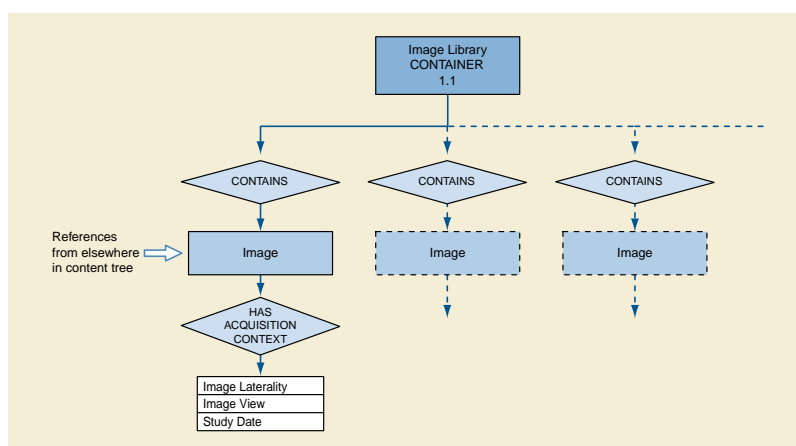 Image Library
CONTAINER
1.1
CONTAINS
CONTAINS
CONTAINS
References
from elsewhere
in content tree
Image
Image
Image
HAS
ACQUISITION
CONTEXT
Image Laterality
Image View
Study Date